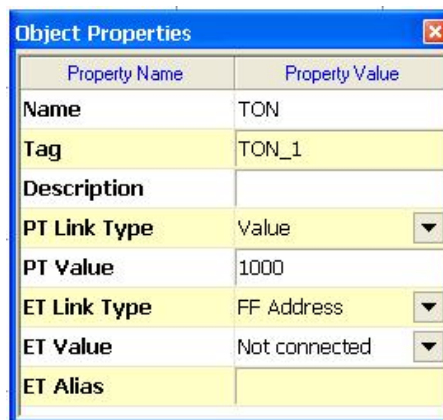 Object Properties
Property Name Property Value
Name TON
Tag TON_1
Description
PT Link Type Value
PT Value 1000
ET Link Type FF Address
ET Value Not connected
ET Alias